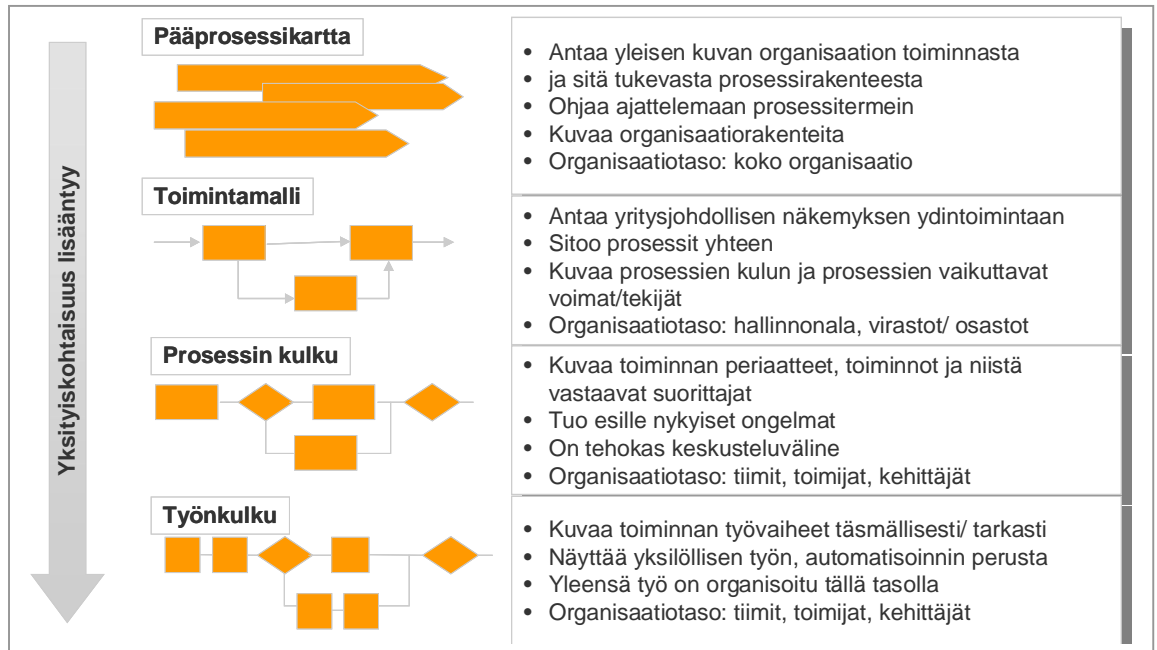 Yksityiskohtaisuus lisääntyy
Pääprosessikartta
• Antaa yleisen kuvan organisaation toiminnasta
• ja sitä tukevasta prosessirakenteesta
• Ohjaa ajattelemaan prosessitermein
• Kuvaa organisaatiorakenteita
• Organisaatiotaso: koko organisaatio
Toimintamalli
• Antaa yritysjohdollisen näkemyksen ydintoimintaan
• Sitoo prosessit yhteen
• Kuvaa prosessien kulun ja prosessien vaikuttavat
voimat/tekijät
• Organisaatiotaso: hallinnonala, virastot/ osastot
Prosessin kulku
• Kuvaa toiminnan periaatteet, toiminnot ja niistä
vastaavat suorittajat
• Tuo esille nykyiset ongelmat
• On tehokas keskusteluväline
• Organisaatiotaso: tiimit, toimijat, kehittäjät
Työnkulku
• Kuvaa toiminnan työvaiheet täsmällisesti/ tarkasti
• Näyttää yksilöllisen työn, automatisoinnin perusta
• Yleensä työ on organisoitu tällä tasolla
• Organisaatiotaso: tiimit, toimijat, kehittäjät